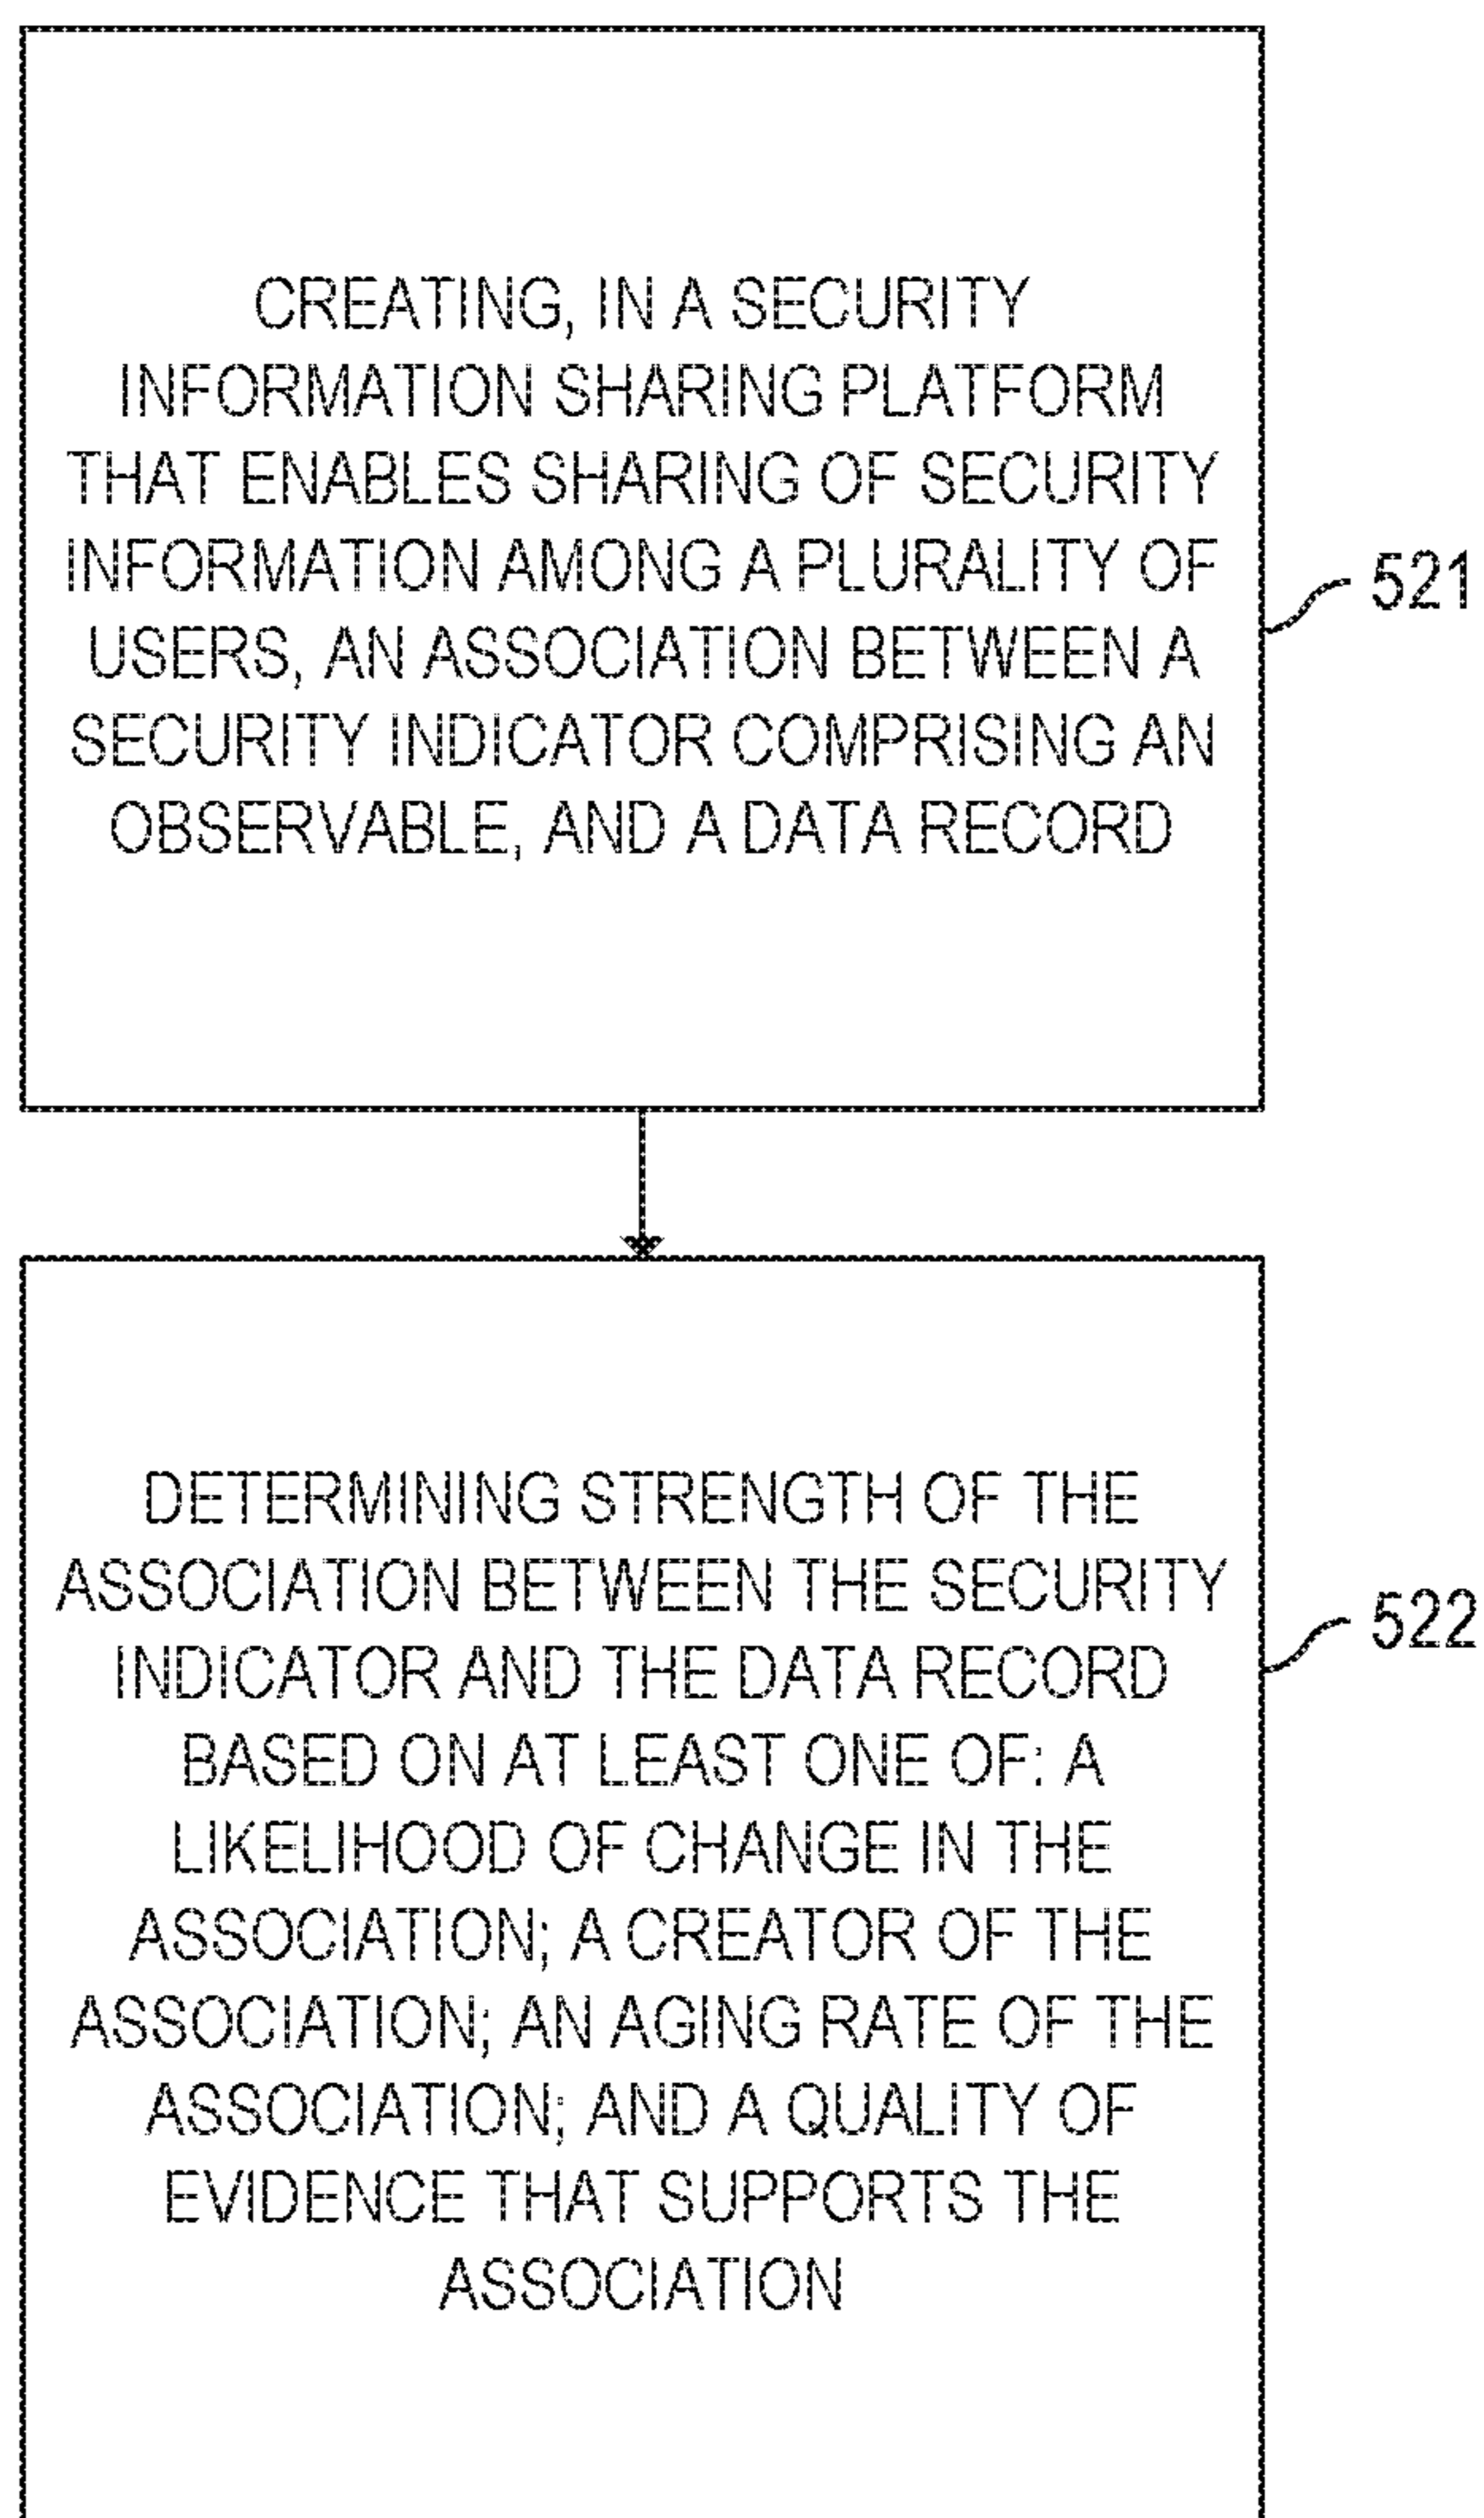 CREATING, IN A SECURITY
INFORMATION SHARING PLATFORM
THAT ENABLES SHARING OF SECURITY
INFORMATION AMONG A PLURALITY OF
USERS, AN ASSOCIATION BETWEEN A
SECURITY INDICATOR COMPRISING AN
OBSERVABLE, AND A DATA RECORD
521
DETERMINING STRENGTH OF THE
ASSOCIATION BETWEEN THE SECURITY
INDICATOR AND THE DATA RECORD
BASED ON AT LEAST ONE OF: A
LIKELIHOOD OF CHANGE IN THE
ASSOCIATION; A CREATOR OF THE
ASSOCIATION; AN AGING RATE OF THE
ASSOCIATION; AND A QUALITY OF
EVIDENCE THAT SUPPORTS THE
ASSOCIATION
522